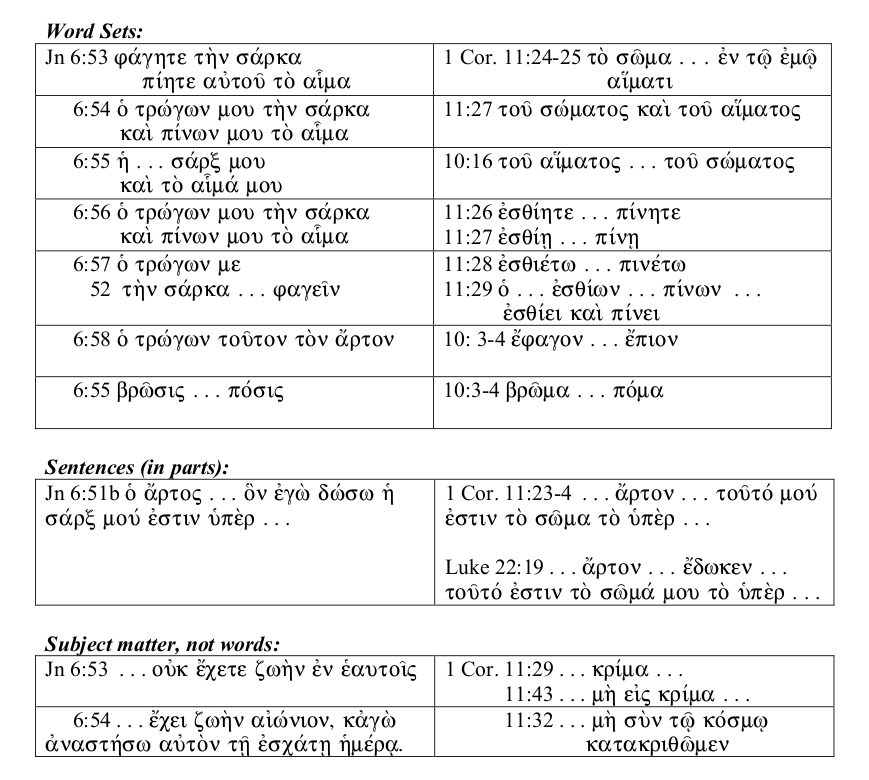 Word Sets:
Jn 6:53 φάγητε τὴν σάρκα
πίητε αὐτοῦ τὸ αἷμα
1 Cor. 11:24-25 τὸ σῶμα . . . ἐν τῷ ἐμῷ
αἵματι
6:54 ὁ τρώγων μου τὴν σάρκα
καὶ πίνων μου τὸ αἷμα
11:27 τοῦ σώματος καὶ τοῦ αἵματος
6:55 ἡ . . . σάρξ μου
καὶ τὸ αἷμά μου
10:16 τοῦ αἵματος . . . τοῦ σώματος
6:56 ὁ τρώγων μου τὴν σάρκα
καὶ πίνων μου τὸ αἷμα
11:26 ἐσθίητε . . . πίνητε
11:27 ἐσθίῃ . . . πίνῃ
6:57 ὁ τρώγων με
52 τὴν σάρκα . . . φαγεῖν
11:28 ἐσθιέτω . . . πινέτω
11:29 ὁ . . . ἐσθίων . . . πίνων . . .
ἐσθίει καὶ πίνει
6:58 ὁ τρώγων τοῦτον τὸν ἄρτον
10: 3-4 ἔφαγον . . . ἔπιον
6:55 βρῶσις . . . πόσις
10:3-4 βρῶμα . . . πόμα
Sentences (in parts):
Jn 6:51b ὁ ἄρτος . . . ὃν ἐγὼ δώσω ἡ
σάρξ μού ἐστιν ὑπὲρ . . .
1 Cor. 11:23-4 . . . ἄρτον . . . τοῦτό μού
ἐστιν τὸ σῶμα τὸ ὑπὲρ . . .
Luke 22:19 . . . ἄρτον . . . ἔδωκεν . . .
τοῦτό ἐστιν τὸ σῶμά μου τὸ ὑπὲρ . . .
Subject matter, not words:
Jn 6:53 . . . οὐκ ἔχετε ζωὴν ἐν ἑαυτοῖς
1 Cor. 11:29 . . . κρίμα . . .
11:43 . . . μὴ εἰς κρίμα . . .
6:54 . . . ἔχει ζωὴν αἰώνιον, κἀγὼ
ἀναστήσω αὐτὸν τῇ ἐσχάτῃ ἡμέρᾳ.
11:32 . . . μὴ σὺν τῷ κόσμῳ
κατακριθῶμεν